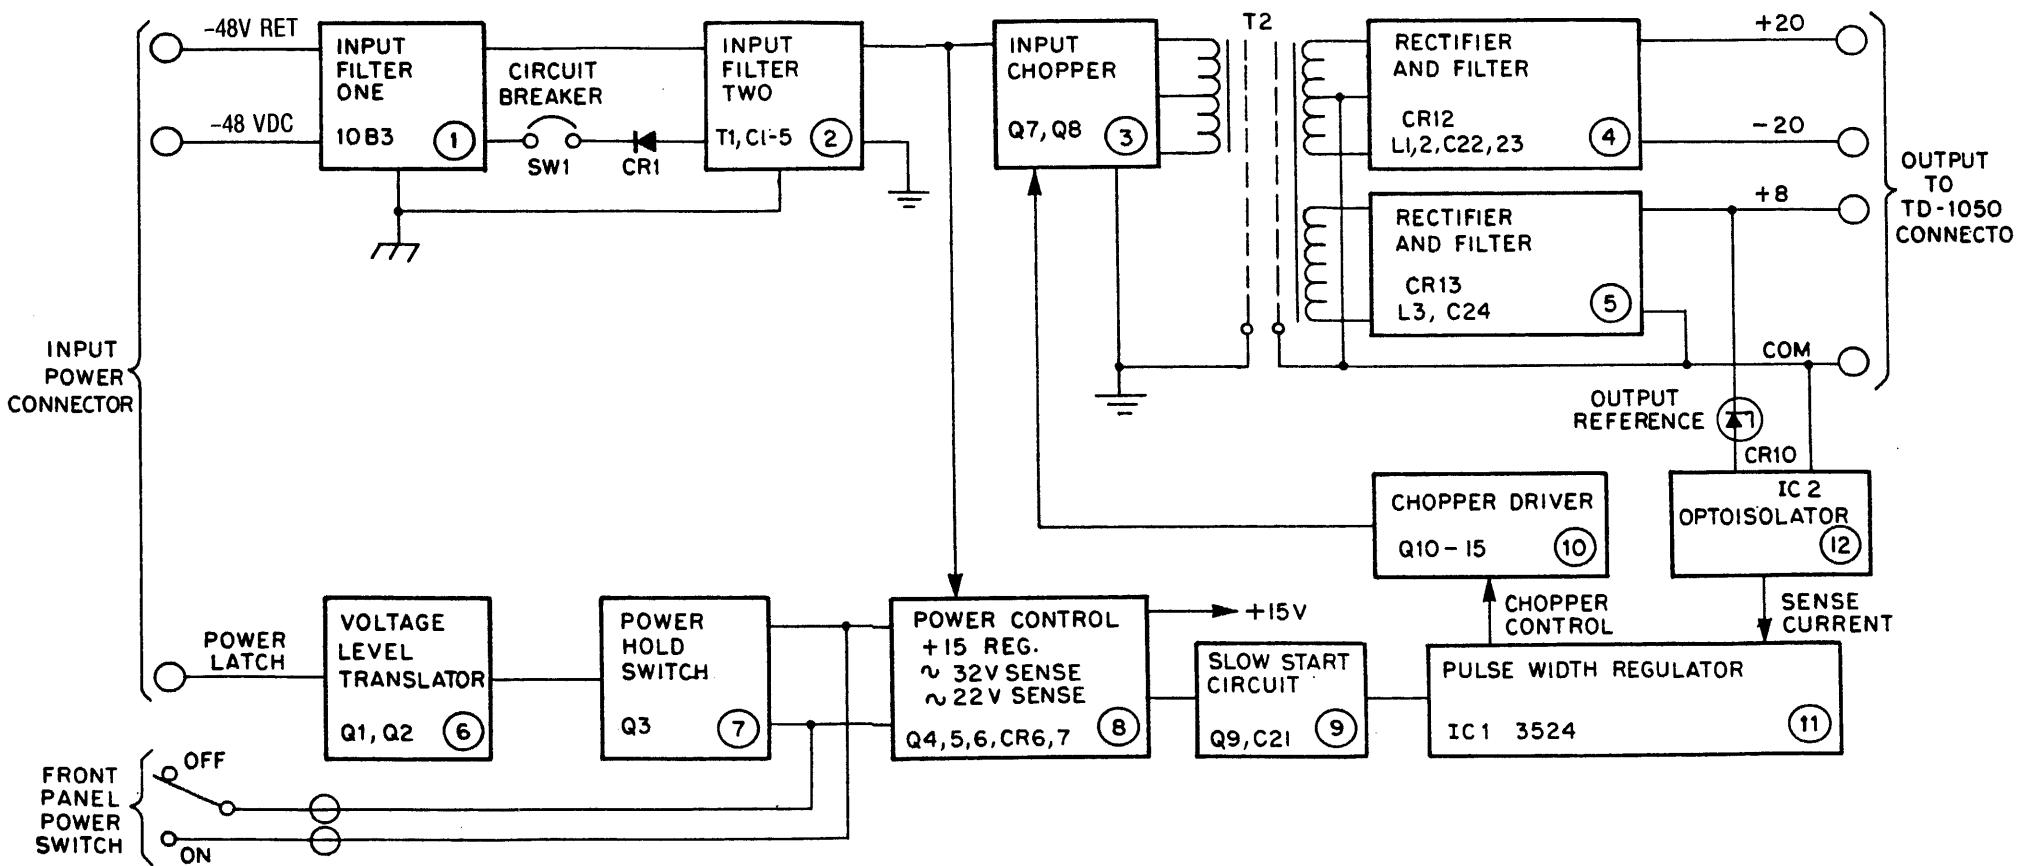 -48V RET
-48 VDC
INPUT
POWER
CONNECTOR
INPUT
FILTER
ONE
10B3
1
CIRCUIT
BREAKER
SW1
CR1
INPUT
FILTER
TWO
T1, C1-5
2
INPUT
CHOPPER
Q7, Q8
3
T2
RECTIFIER
AND FILTER
CR12
L1,2,C22,23
4
RECTIFIER
AND FILTER
CR13
L3, C24
5
+20
-20
+8
COM
OUTPUT
TO
TD-1050
CONNECTO
OUTPUT
REFERENCE
CR10
IC 2
OPTOISOLATOR
12
SENSE
CURRENT
CHOPPER DRIVER
Q10-15
10
CHOPPER
CONTROL
POWER
LATCH
VOLTAGE
LEVEL
TRANSLATOR
Q1, Q2
6
POWER
HOLD
SWITCH
Q3
7
POWER CONTROL
+15 REG.
~ 32V SENSE
~ 22V SENSE
Q4,5,6,CR6,7
8
+15V
SLOW START
CIRCUIT
Q9,C21
9
PULSE WIDTH REGULATOR
IC1 3524
11
FRONT
PANEL
POWER
SWITCH
OFF
ON